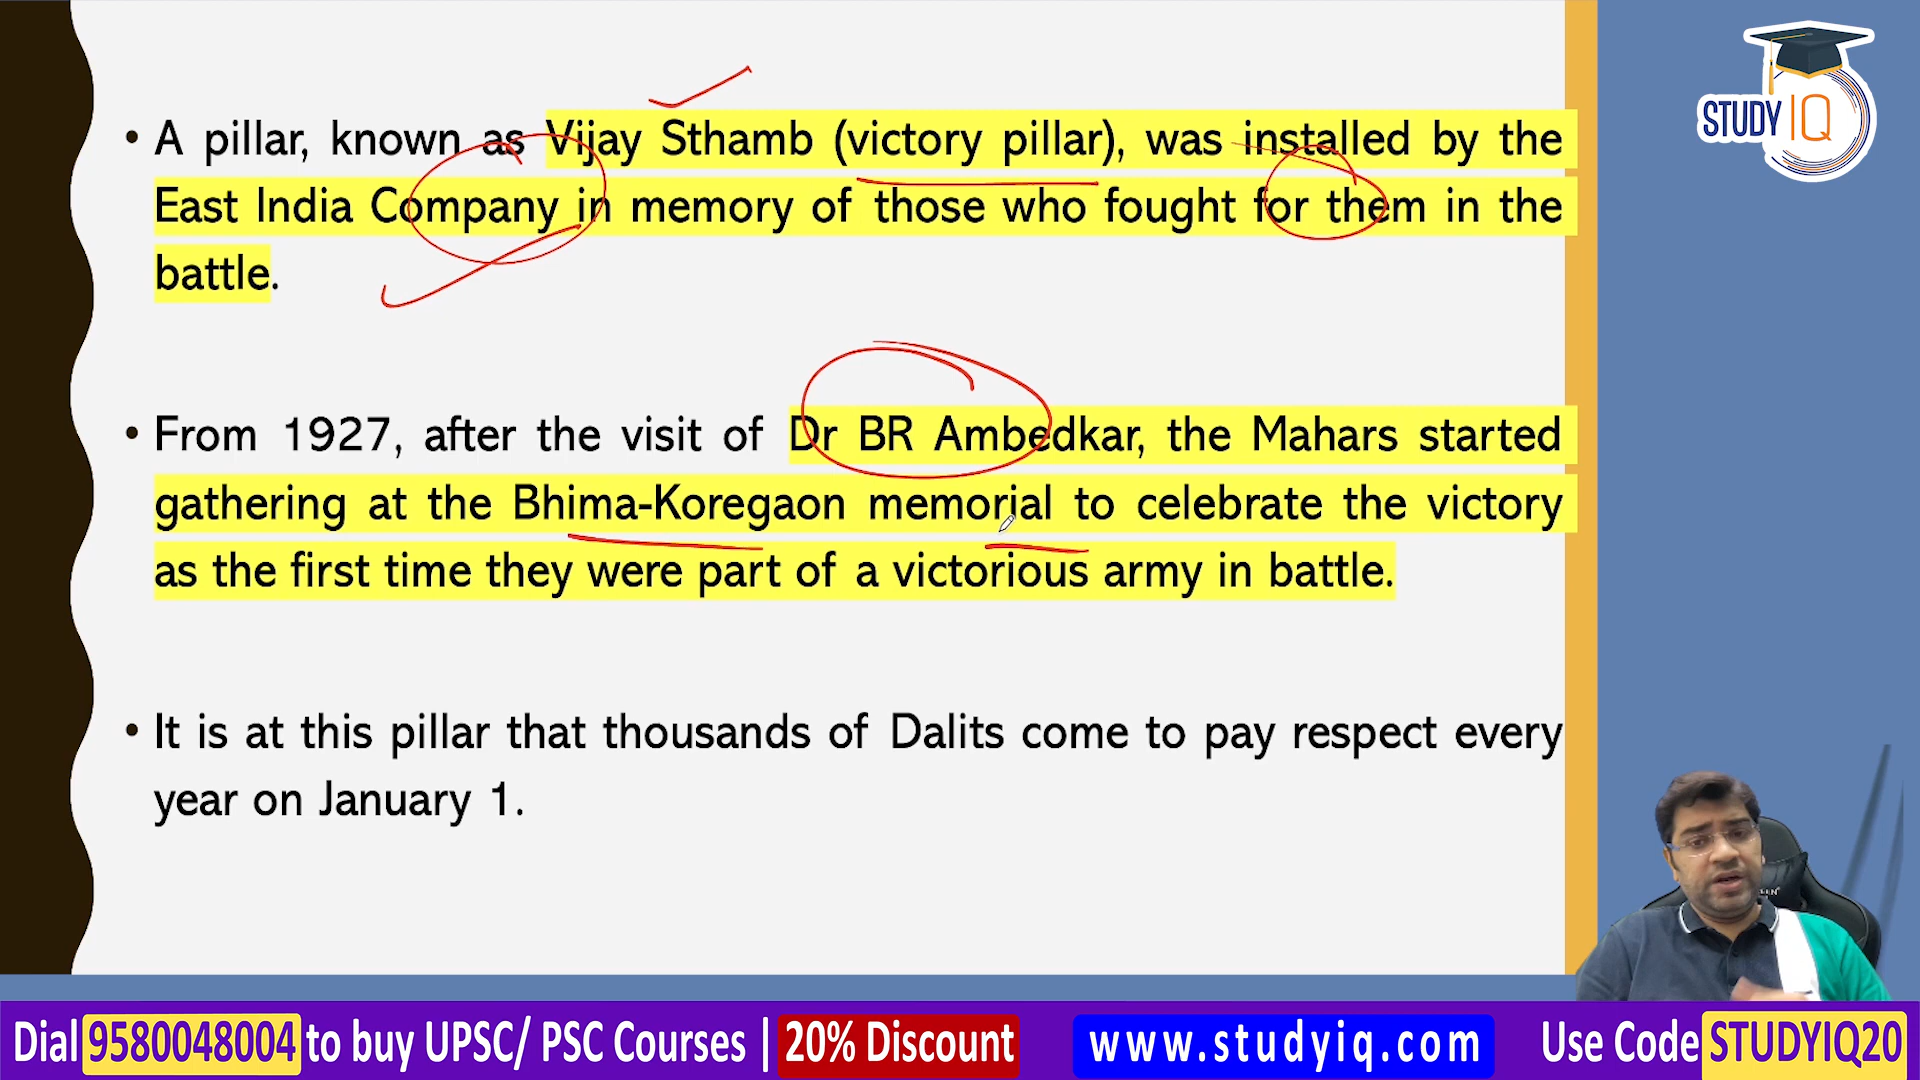 STUDY IQ
• A pillar, known as Vijay Sthamb (victory pillar), was installed by the
East India Company in memory of those who fought for them in the
battle.
• From 1927, after the visit of Dr BR Ambedkar, the Mahars started
gathering at the Bhima-Koregaon memorial to celebrate the victory
as the first time they were part of a victorious army in battle.
• It is at this pillar that thousands of Dalits come to pay respect every
year on January 1.
Dial 9580048004 to buy UPSC/ PSC Courses | 20% Discount www.studyiq.com Use Code STUDYIQ20